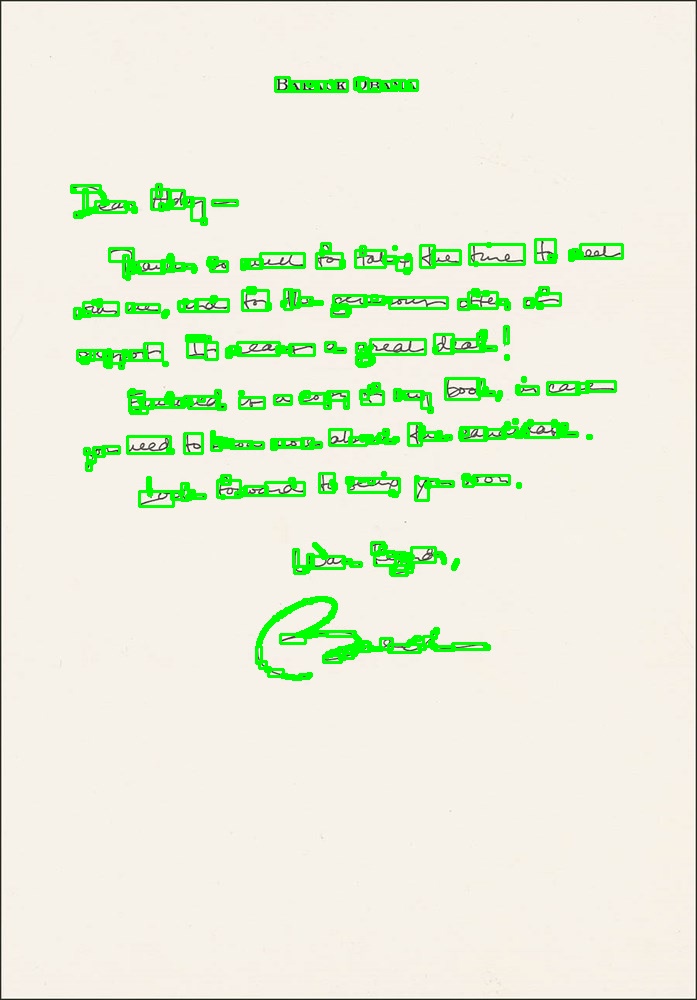 BARACK OBAMA
Dear
Thanks so much for taking the time to meet
with me, and for the generous offer of
support. It means a great deal!
Enclosed is a copy of my book, in case
you need to know more about the candidate.
Look forward to seeing you soon.
Warm Regards,
Barack